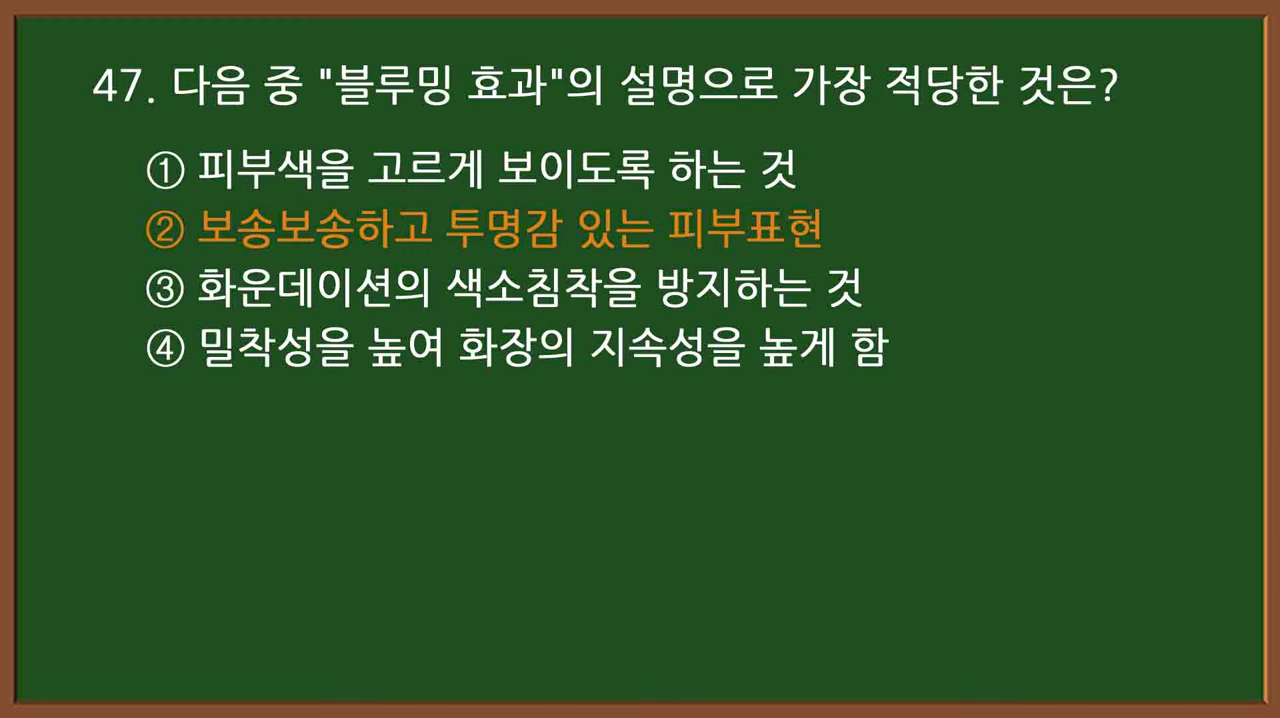 47. 다음 중 "블루밍 효과"의 설명으로 가장 적당한 것은?
① 피부색을 고르게 보이도록 하는 것
② 보송보송하고 투명감 있는 피부표현
③ 화운데이션의 색소침착을 방지하는 것
④ 밀착성을 높여 화장의 지속성을 높게 함